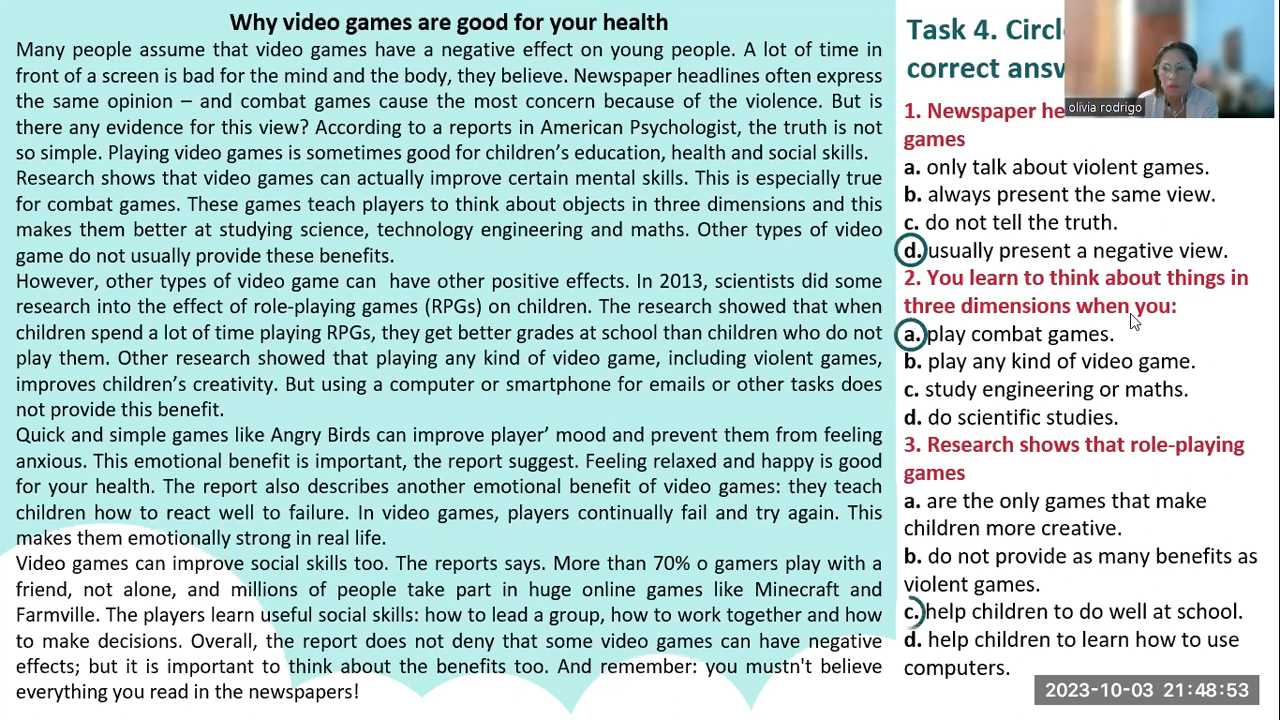 Why video games are good for your health
Many people assume that video games have a negative effect on young people. A lot of time in
front of a screen is bad for the mind and the body, they believe. Newspaper headlines often express
the same opinion – and combat games cause the most concern because of the violence. But is
there any evidence for this view? According to a reports in American Psychologist, the truth is not
so simple. Playing video games is sometimes good for children's education, health and social skills.
Research shows that video games can actually improve certain mental skills. This is especially true
for combat games. These games teach players to think about objects in three dimensions and this
makes them better at studying science, technology engineering and maths. Other types of video
game do not usually provide these benefits.
However, other types of video game can have other positive effects. In 2013, scientists did some
research into the effect of role-playing games (RPGs) on children. The research showed that when
children spend a lot of time playing RPGs, they get better grades at school than children who do not
play them. Other research showed that playing any kind of video game, including violent games,
improves children's creativity. But using a computer or smartphone for emails or other tasks does
not provide this benefit.
Quick and simple games like Angry Birds can improve player' mood and prevent them from feeling
anxious. This emotional benefit is important, the report suggest. Feeling relaxed and happy is good
for your health. The report also describes another emotional benefit of video games: they teach
children how to react well to failure. In video games, players continually fail and try again. This
makes them emotionally strong in real life.
Video games can improve social skills too. The reports says. More than 70% o gamers play with a
friend, not alone, and millions of people take part in huge online games like Minecraft and
Farmville. The players learn useful social skills: how to lead a group, how to work together and how
to make decisions. Overall, the report does not deny that some video games can have negative
effects; but it is important to think about the benefits too. And remember: you mustn't believe
everything you read in the newspapers!
Task 4. Circl
correct answ
olivia rodrigo
1. Newspaper he
games
a. only talk about violent games.
b. always present the same view.
c. do not tell the truth.
d. usually present a negative view.
2. You learn to think about things in
three dimensions when you:
a. play combat games.
b. play any kind of video game.
c. study engineering or maths.
d. do scientific studies.
3. Research shows that role-playing
games
a. are the only games that make
children more creative.
b. do not provide as many benefits as
violent games.
c. help children to do well at school.
d. help children to learn how to use
computers.
2023-10-03 21:48:53